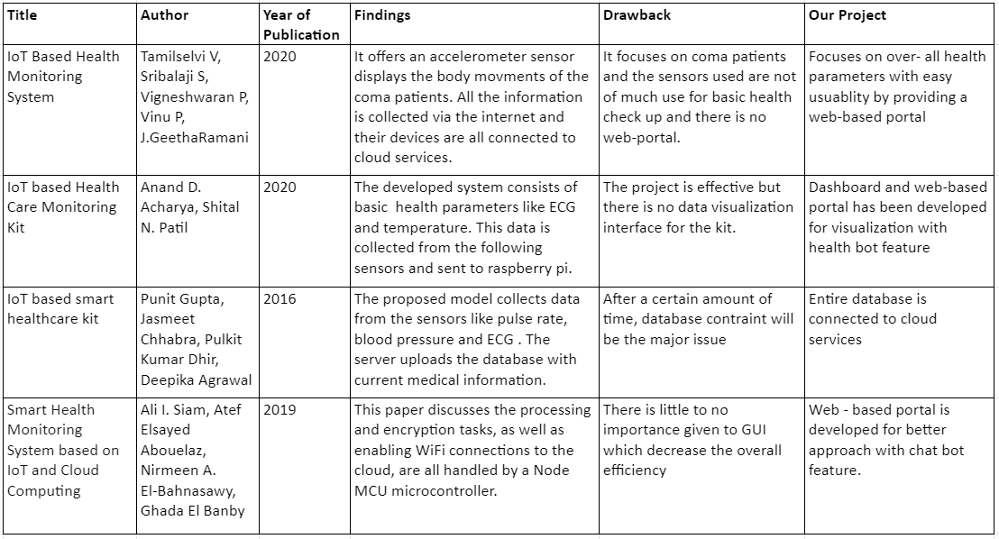 Title
Author
Year of
Publication
Findings
Drawback
Our Project
IoT Based Health
Monitoring
System
Tamilselvi V,
Sribalaji S,
Vigneshwaran P,
Vinu P,
J.GeethaRamani
2020
It offers an accelerometer sensor
displays the body movments of the
coma patients. All the information
is collected via the internet and
their devices are all connected to
cloud services.
It focuses on coma patients
and the sensors used are not
of much use for basic health
check up and there is no
web-portal.
Focuses on over- all health
parameters with easy
usuablity by providing a
web-based portal
IoT based Health
Care Monitoring
Kit
Anand D.
Acharya, Shital
N. Patil
2020
The developed system consists of
basic  health parameters like ECG
and temperature. This data is
collected from the following
sensors and sent to raspberry pi.
The project is effective but
there is no data visualization
interface for the kit.
Dashboard and web-based
portal has been developed
for visualization with
health bot feature
IoT based smart
healthcare kit
Punit Gupta,
Jasmeet
Chhabra, Pulkit
Kumar Dhir,
Deepika Agrawal
2016
The proposed model collects data
from the sensors like pulse rate,
blood pressure and ECG . The
server uploads the database with
current medical information.
After a certain amount of
time, database contraint will
be the major issue
Entire database is
connected to cloud
services
Smart Health
Monitoring
System based on
IoT and Cloud
Computing
Ali I. Siam, Atef
Elsayed
Abouelaz,
Nirmeen A.
El-Bahnasawy,
Ghada El Banby
2019
This paper discusses the processing
and encryption tasks, as well as
enabling WiFi connections to the
cloud, are all handled by a Node
MCU microcontroller.
There is little to no
importance given to GUI
which decrease the overall
efficiency
Web - based portal is
developed for better
approach with chat bot
feature.